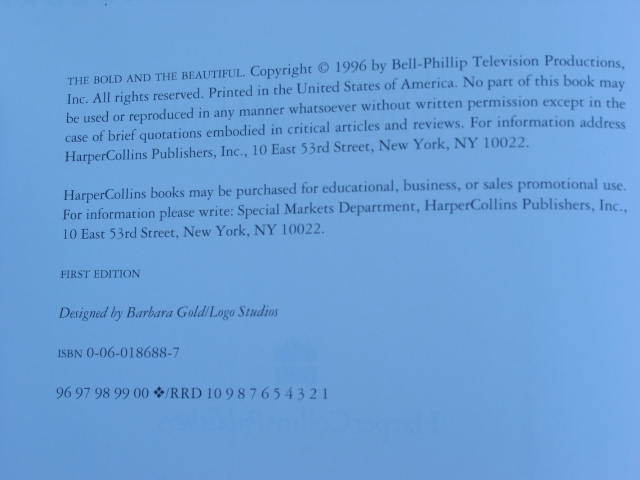 THE BOLD AND THE BEAUTIFUL. Copyright © 1996 by Bell-Phillip Television Productions,
Inc. All rights reserved. Printed in the United States of America. No part of this book may
be used or reproduced in any manner whatsoever without written permission except in the
case of brief quotations embodied in critical articles and reviews. For information address
HarperCollins Publishers, Inc., 10 East 53rd Street, New York, NY 10022.
HarperCollins books may be purchased for educational, business, or sales promotional use.
For information please write: Special Markets Department, HarperCollins Publishers, Inc.,
10 East 53rd Street, New York, NY 10022.
FIRST EDITION
Designed by Barbara Gold/Logo Studios
ISBN 0-06-018688-7
96 97 98 99 00 ❖/RRD 10 9 8 7 6 5 4 3 2 1